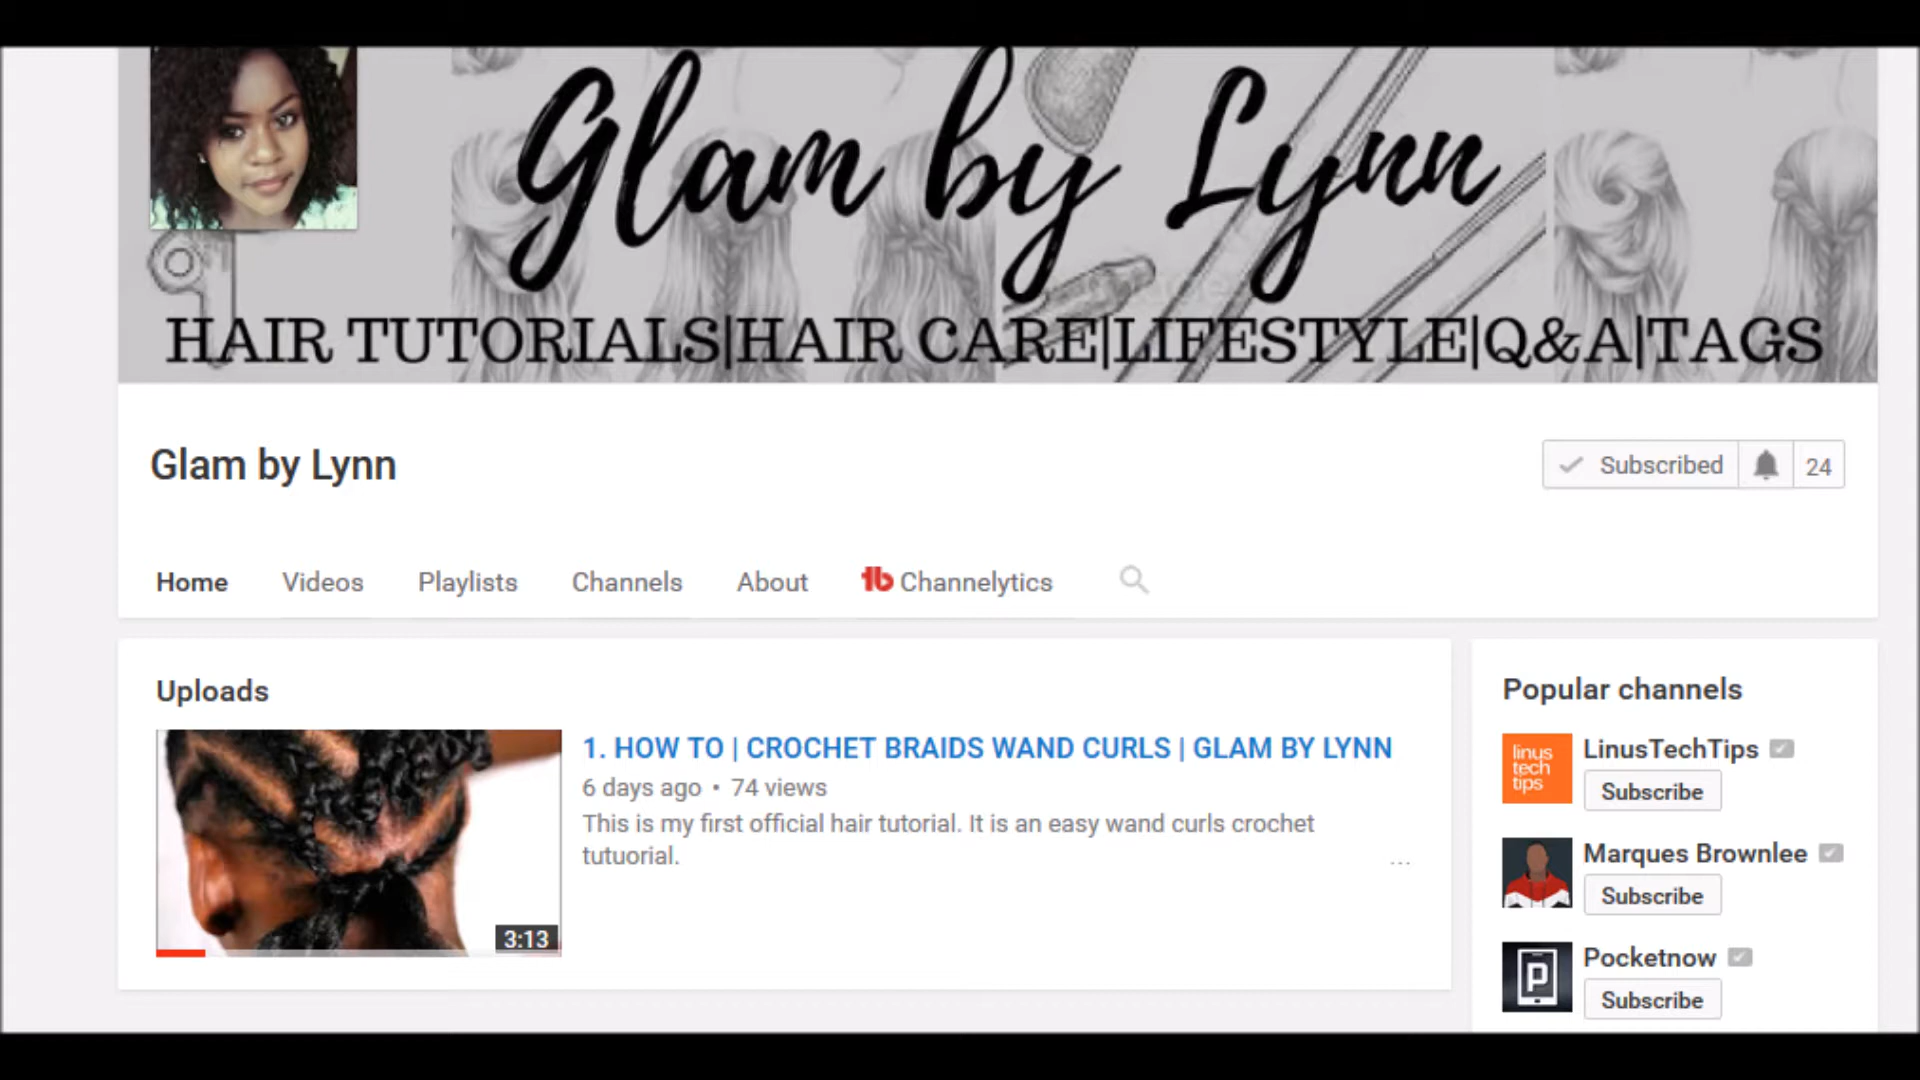 Glam by Lynn
HAIR TUTORIALS|HAIR CARE|LIFESTYLE|Q&A|TAGS
Glam by Lynn
Subscribed 24
Home Videos Playlists Channels About tb Channelytics
Uploads
1. HOW TO | CROCHET BRAIDS WAND CURLS | GLAM BY LYNN
6 days ago • 74 views
This is my first official hair tutorial. It is an easy wand curls crochet
tutuorial.
...
3:13
Popular channels
linus
tech
tips
LinusTechTips
Subscribe
Marques Brownlee
Subscribe
P
Pocketnow
Subscribe